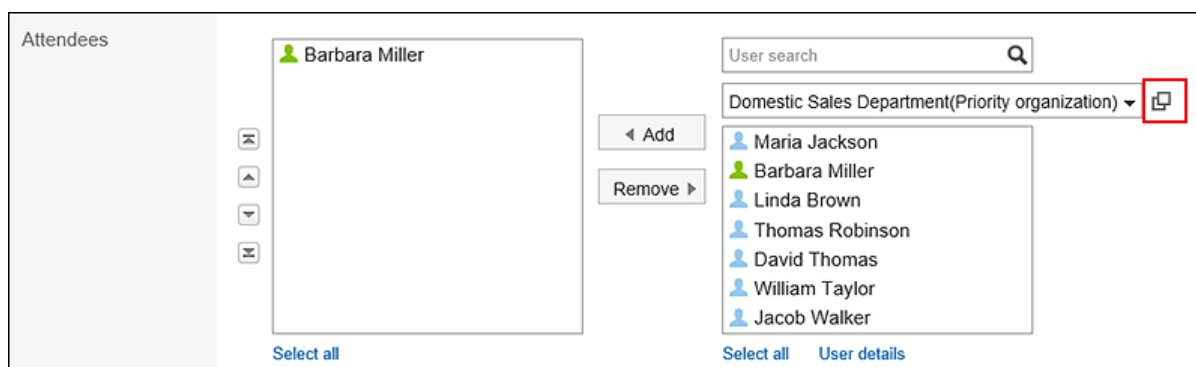 Attendees
Barbara Miller
User search
Domestic Sales Department(Priority organization)
Add
Remove
Maria Jackson
Barbara Miller
Linda Brown
Thomas Robinson
David Thomas
William Taylor
Jacob Walker
Select all
Select all User details